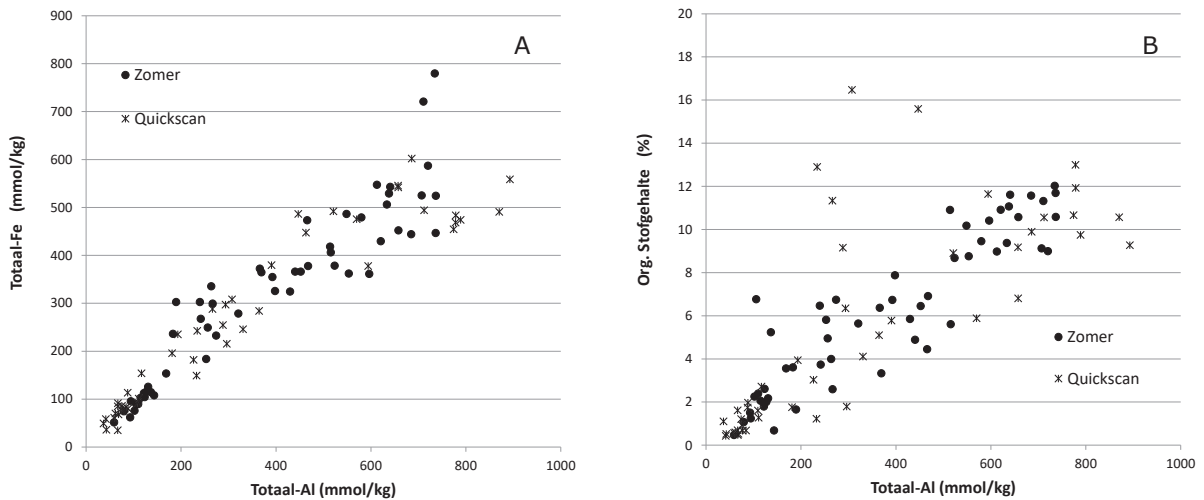 A
900
800
700
600
500
400
300
200
100
0
Totaal-Fe (mmol/kg)
Zomer
Quickscan
0 200 400 600 800 1000
Totaal-Al (mmol/kg)
B
20
18
16
14
12
10
8
6
4
2
0
Org. Stofgehalte (%)
Zomer
Quickscan
0 200 400 600 800 1000
Totaal-Al (mmol/kg)